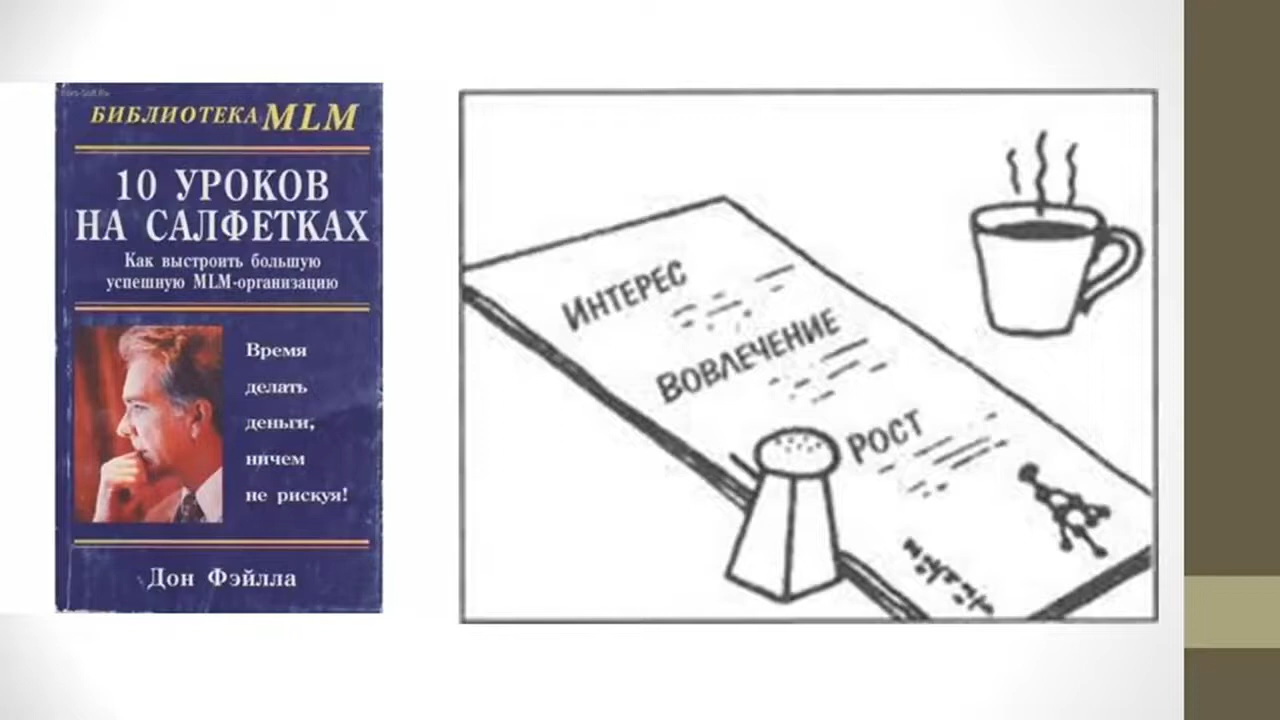 БИБЛИОТЕКА MLM
10 УРОКОВ
НА САЛФЕТКАХ
Как выстроить большую
успешную MLM-организацию
Время
делать
деньги,
ничем
не рискуя!
Дон Фэйлла
ИНТЕРЕС
ВОВЛЕЧЕНИЕ
РОСТ